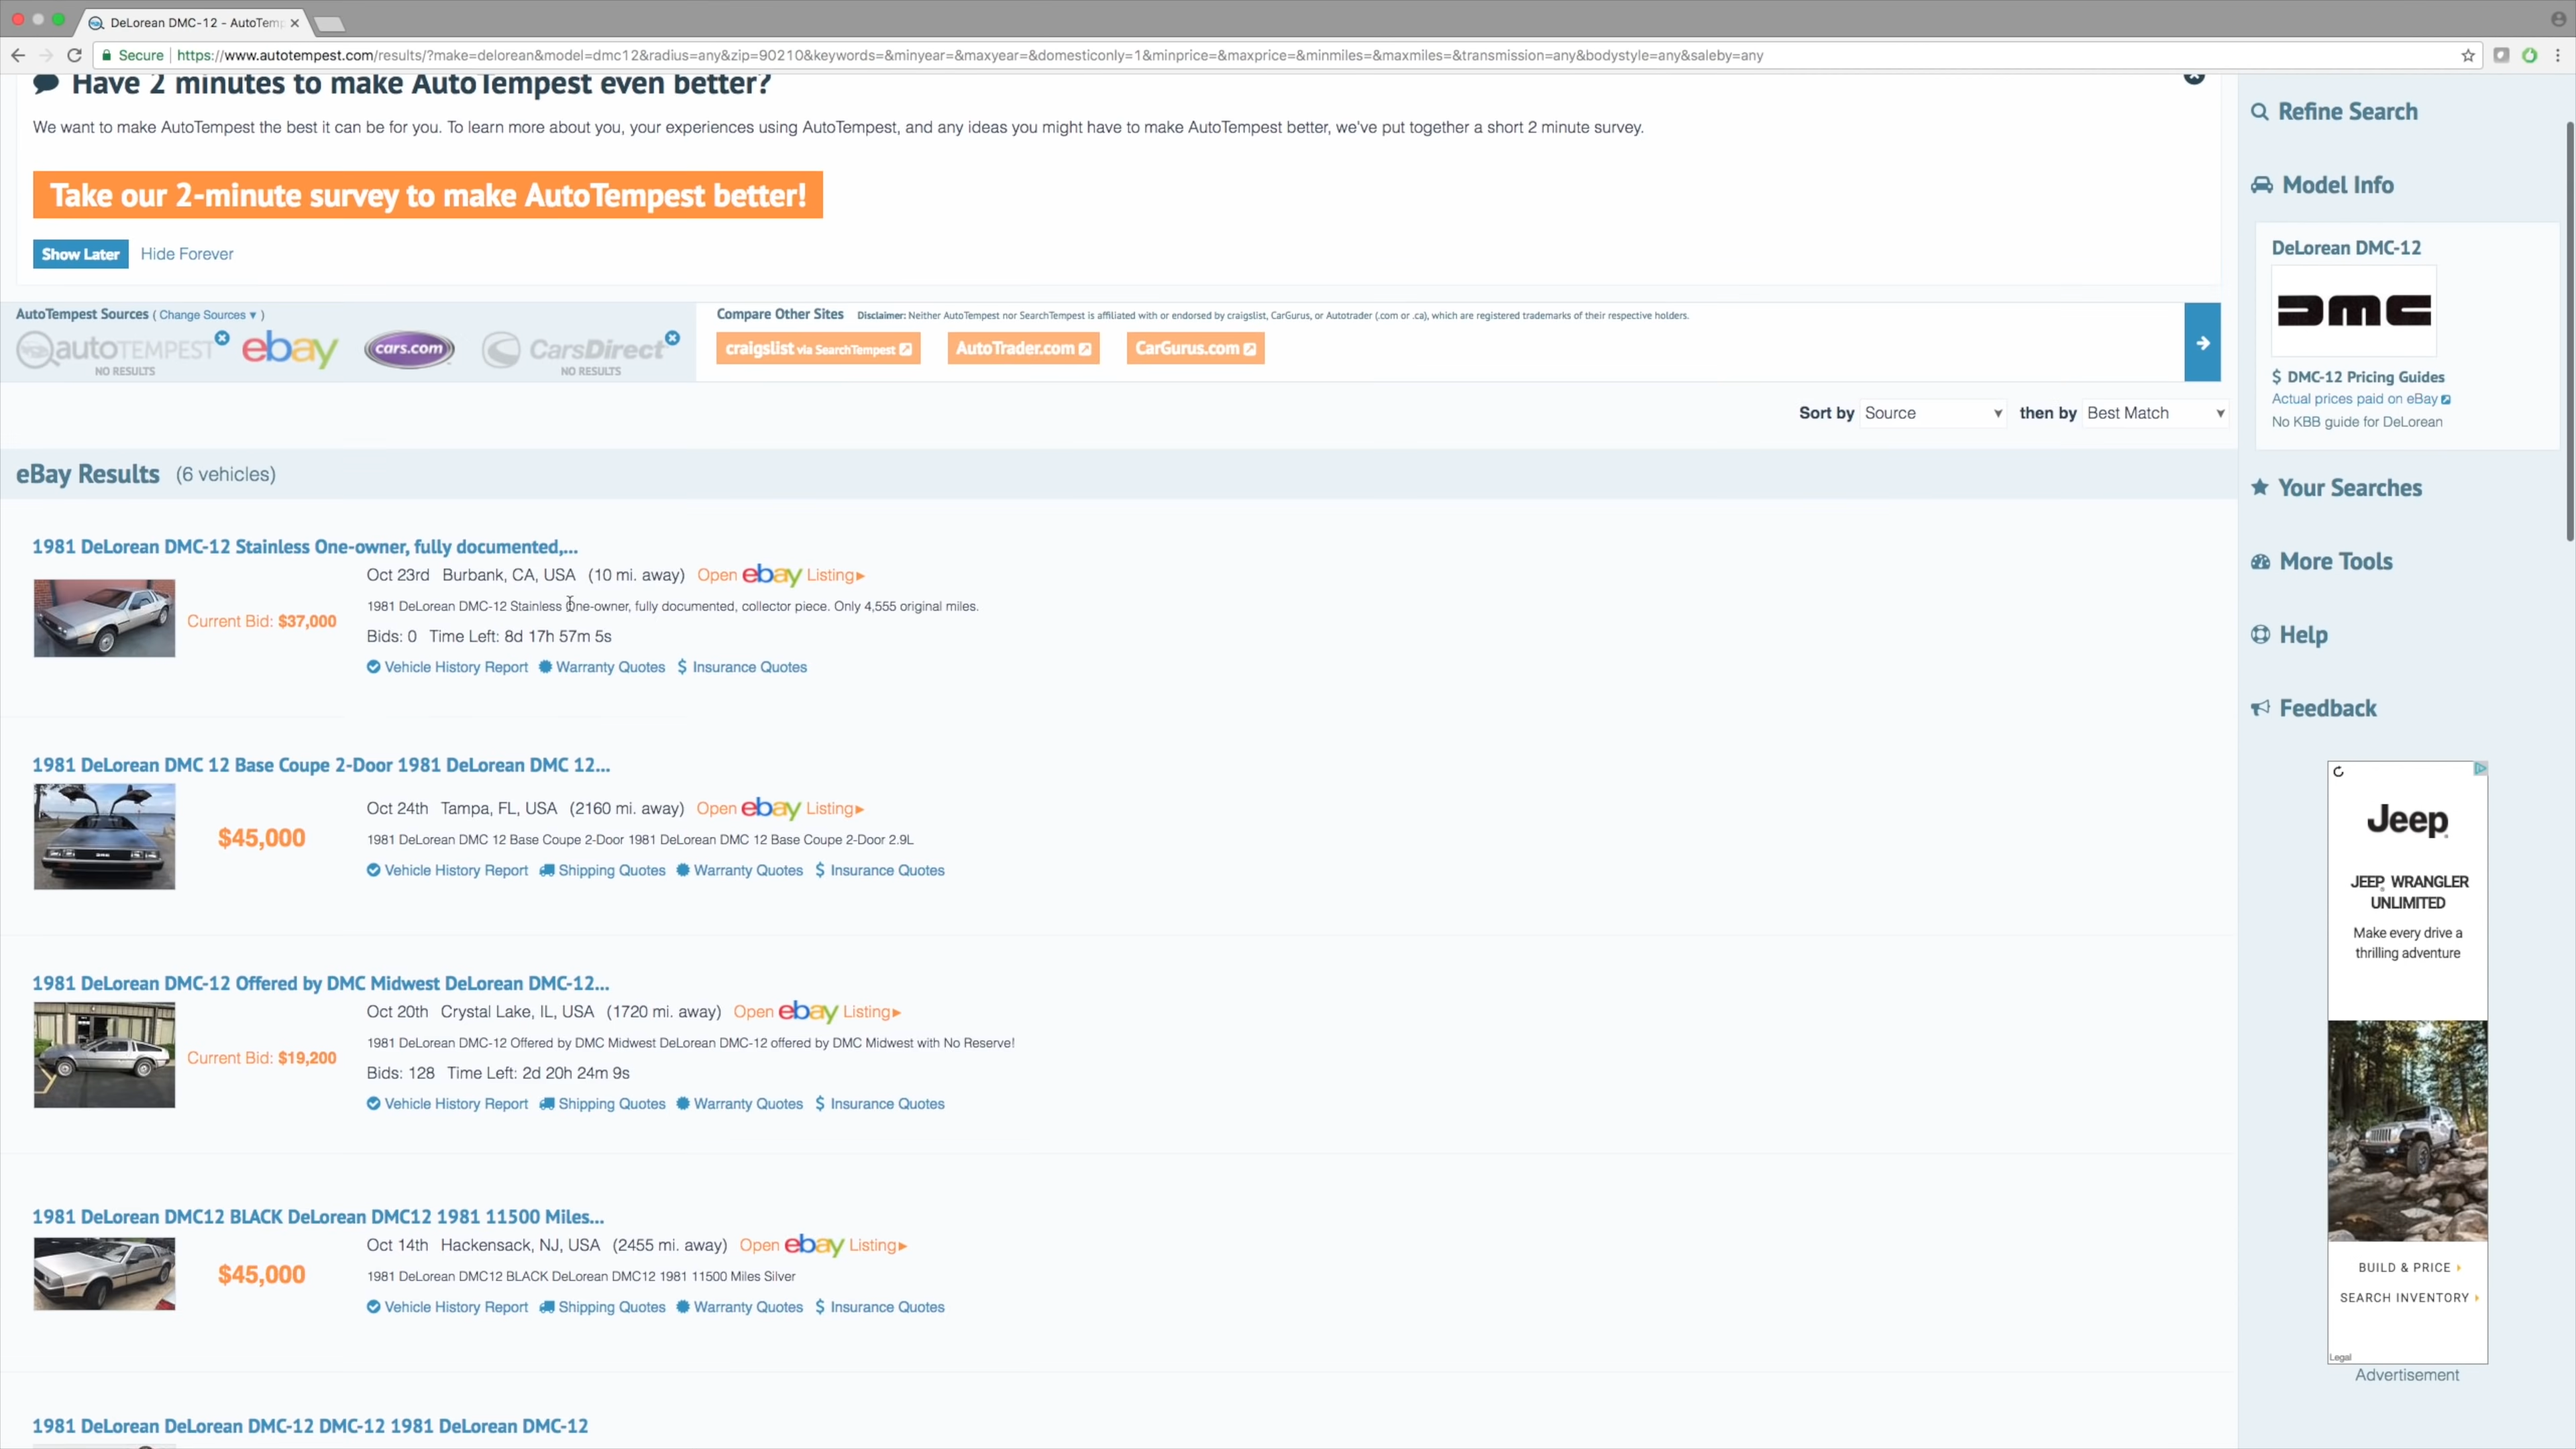 DeLorean DMC-12 - AutoTemp
Secure https://www.autotempest.com/results/?make=delorean&model=dmc12&radius=any&zip=90210&keywords=&minyear=&maxyear=&domesticonly=1&minprice=&maxprice=&minmiles=&maxmiles=&transmission=any&bodystyle=any&saleby=any
Have 2 minutes to make AutoTempest even better?
We want to make AutoTempest the best it can be for you. To learn more about you, your experiences using AutoTempest, and any ideas you might have to make AutoTempest better, we've put together a short 2 minute survey.
Take our 2-minute survey to make AutoTempest better!
Show Later Hide Forever
AutoTempest Sources ( Change Sources ▾ )
autoTEMPEST ebay cars.com CarsDirect
NO RESULTS NO RESULTS
Compare Other Sites Disclaimer: Neither AutoTempest nor SearchTempest is affiliated with or endorsed by craigslist, CarGurus, or Autotrader (.com or .ca), which are registered trademarks of their respective holders.
craigslist via SearchTempest AutoTrader.com CarGurus.com
Sort by Source then by Best Match
eBay Results (6 vehicles)
1981 DeLorean DMC-12 Stainless One-owner, fully documented,...
Oct 23rd Burbank, CA, USA (10 mi. away) Open ebay Listing▸
Current Bid: $37,000
1981 DeLorean DMC-12 Stainless One-owner, fully documented, collector piece. Only 4,555 original miles.
Bids: 0 Time Left: 8d 17h 57m 5s
Vehicle History Report Warranty Quotes $ Insurance Quotes
1981 DeLorean DMC 12 Base Coupe 2-Door 1981 DeLorean DMC 12...
Oct 24th Tampa, FL, USA (2160 mi. away) Open ebay Listing▸
$45,000
1981 DeLorean DMC 12 Base Coupe 2-Door 1981 DeLorean DMC 12 Base Coupe 2-Door 2.9L
Vehicle History Report Shipping Quotes Warranty Quotes $ Insurance Quotes
1981 DeLorean DMC-12 Offered by DMC Midwest DeLorean DMC-12...
Oct 20th Crystal Lake, IL, USA (1720 mi. away) Open ebay Listing▸
Current Bid: $19,200
1981 DeLorean DMC-12 Offered by DMC Midwest DeLorean DMC-12 offered by DMC Midwest with No Reserve!
Bids: 128 Time Left: 2d 20h 24m 9s
Vehicle History Report Shipping Quotes Warranty Quotes $ Insurance Quotes
1981 DeLorean DMC12 BLACK DeLorean DMC12 1981 11500 Miles...
Oct 14th Hackensack, NJ, USA (2455 mi. away) Open ebay Listing▸
$45,000
1981 DeLorean DMC12 BLACK DeLorean DMC12 1981 11500 Miles Silver
Vehicle History Report Shipping Quotes Warranty Quotes $ Insurance Quotes
1981 DeLorean DeLorean DMC-12 DMC-12 1981 DeLorean DMC-12
Refine Search
Model Info
DeLorean DMC-12
DMC
$ DMC-12 Pricing Guides
Actual prices paid on eBay
No KBB guide for DeLorean
Your Searches
More Tools
Help
Feedback
Jeep
JEEP® WRANGLER
UNLIMITED
Make every drive a
thrilling adventure
BUILD & PRICE
SEARCH INVENTORY
Legal
Advertisement